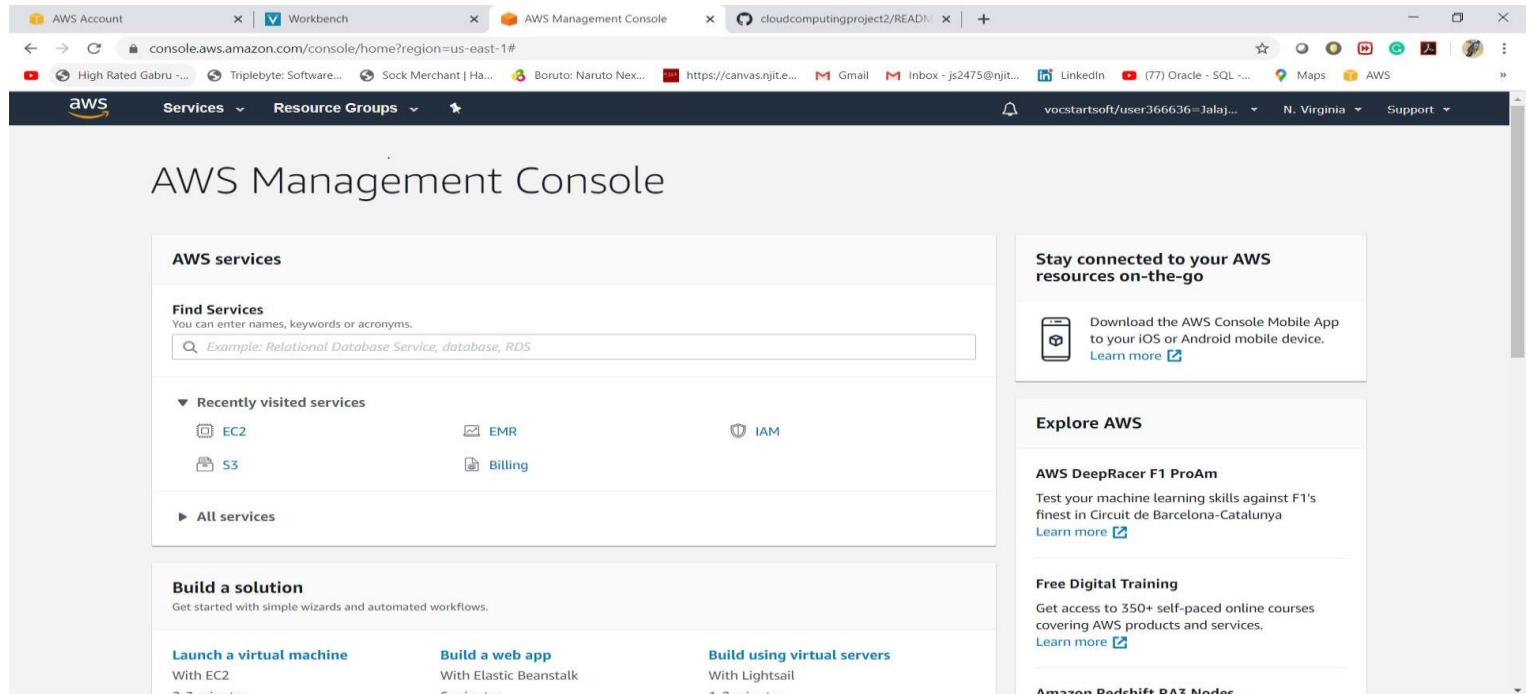 AWS Account
Workbench
AWS Management Console
cloudcomputingproject2/READM
console.aws.amazon.com/console/home?region=us-east-1#
High Rated Gabru -...
Triplebyte: Software...
Sock Merchant | Ha...
Boruto: Naruto Nex...
https://canvas.njit.e...
Gmail
Inbox - js2475@njit...
LinkedIn
(77) Oracle - SQL -...
Maps
AWS
»
aws
Services
Resource Groups
vocstartsoft/user366636=Jalaj...
N. Virginia
Support
AWS Management Console
AWS services
Find Services
You can enter names, keywords or acronyms.
Example: Relational Database Service, database, RDS
Recently visited services
EC2
EMR
IAM
S3
Billing
All services
Build a solution
Get started with simple wizards and automated workflows.
Launch a virtual machine
With EC2
Build a web app
With Elastic Beanstalk
Build using virtual servers
With Lightsail
Stay connected to your AWS
resources on-the-go
Download the AWS Console Mobile App
to your iOS or Android mobile device.
Learn more
Explore AWS
AWS DeepRacer F1 ProAm
Test your machine learning skills against F1's
finest in Circuit de Barcelona-Catalunya
Learn more
Free Digital Training
Get access to 350+ self-paced online courses
covering AWS products and services.
Learn more
Amazon Redshift RA3 Nodes